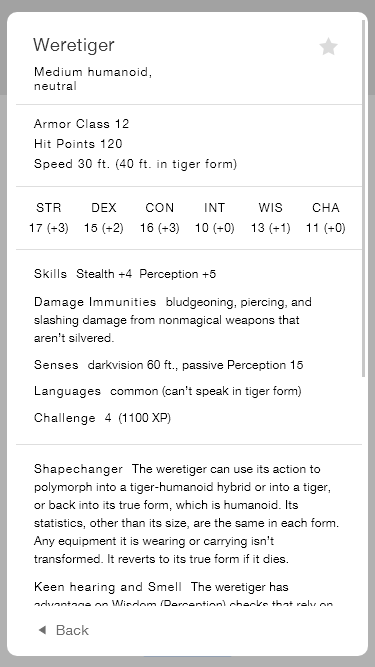 Weretiger
Medium humanoid,
neutral
Armor Class 12
Hit Points 120
Speed 30 ft. (40 ft. in tiger form)
STR DEX CON INT WIS CHA
17 (+3) 15 (+2) 16 (+3) 10 (+0) 13 (+1) 11 (+0)
Skills Stealth +4 Perception +5
Damage Immunities bludgeoning, piercing, and
slashing damage from nonmagical weapons that
aren’t silvered.
Senses darkvision 60 ft., passive Perception 15
Languages common (can’t speak in tiger form)
Challenge 4 (1100 XP)
Shapechanger The weretiger can use its action to
polymorph into a tiger-humanoid hybrid or into a tiger,
or back into its true form, which is humanoid. Its
statistics, other than its size, are the same in each form.
Any equipment it is wearing or carrying isn’t
transformed. It reverts to its true form if it dies.
Keen hearing and Smell The weretiger has
advantage on Wisdom (Perception) checks that rely on
Back